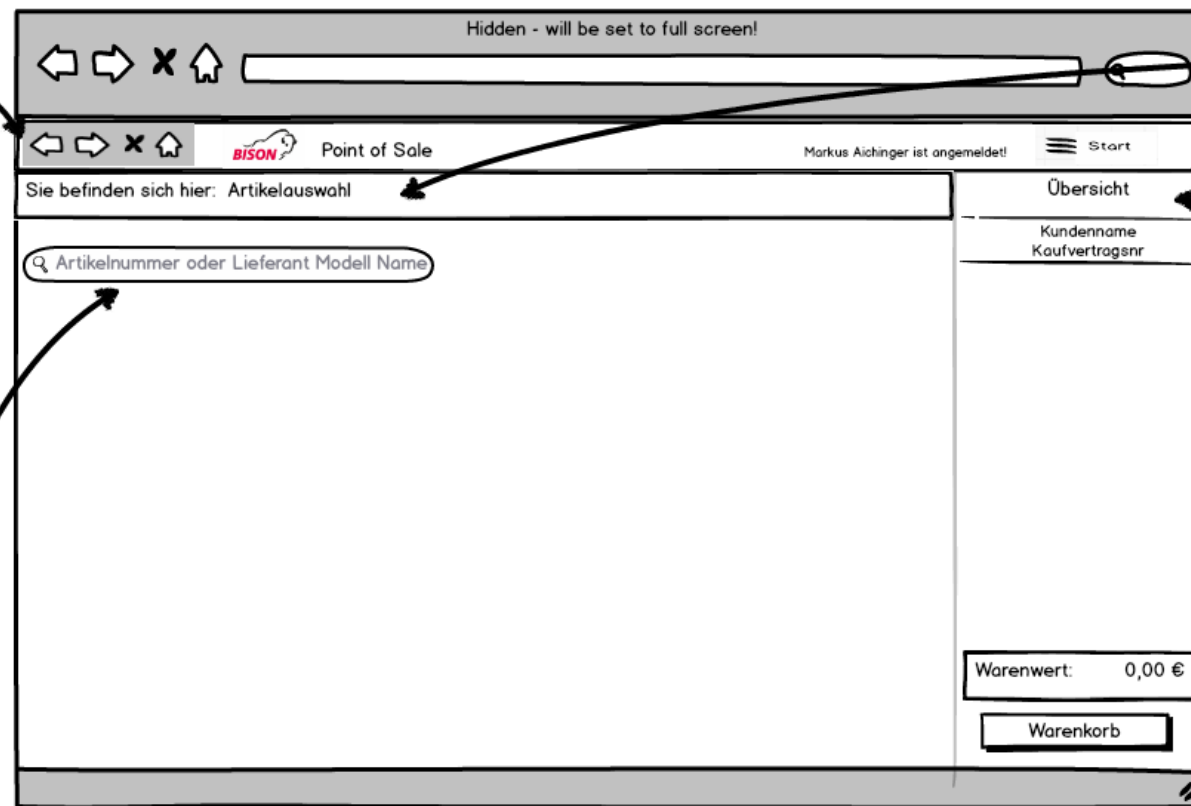 Hidden - will be set to full screen!
BISON Point of Sale Markus Aichinger ist angemeldet! Start
Sie befinden sich hier: Artikelauswahl
Übersicht
Kundenname
Kaufvertragsnr
Artikelnummer oder Lieferant Modell Name
Warenwert: 0,00 €
Warenkorb